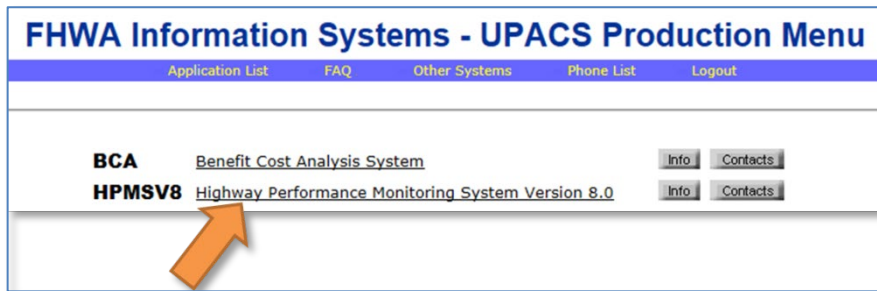 FHWA Information Systems - UPACS Production Menu
Application List FAQ Other Systems Phone List Logout
BCA Benefit Cost Analysis System Info Contacts
HPMSV8 Highway Performance Monitoring System Version 8.0 Info Contacts